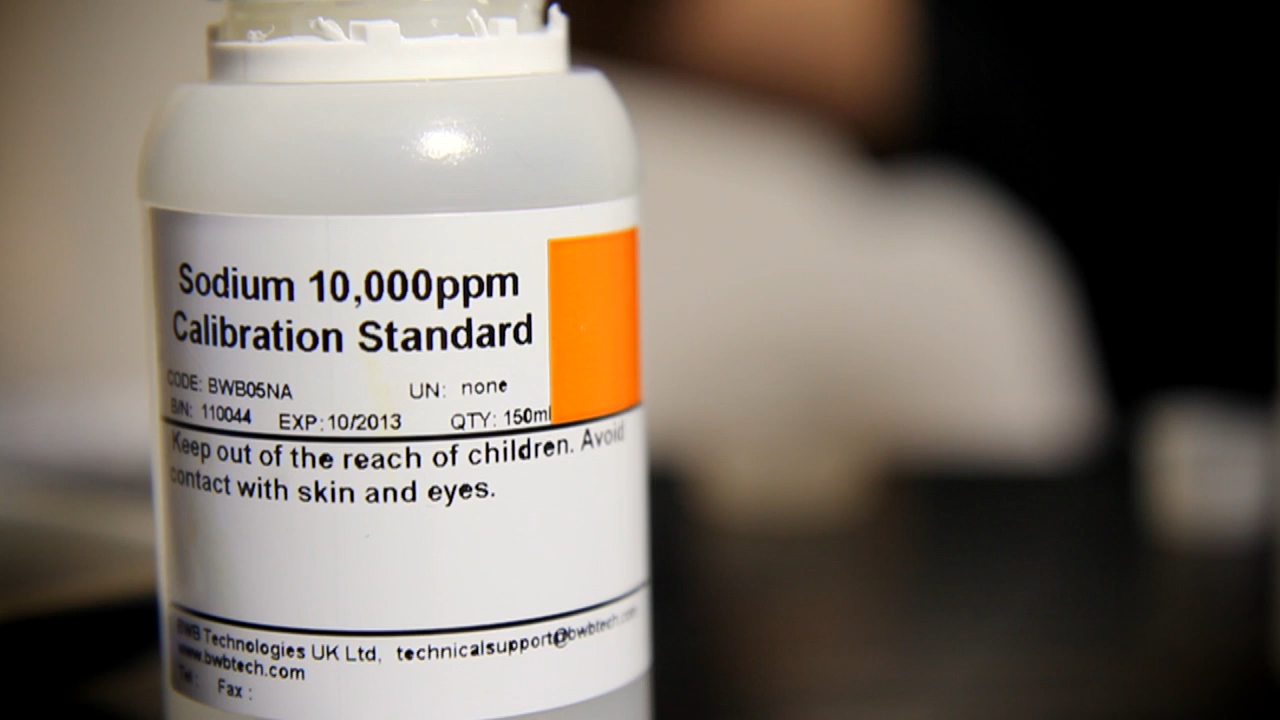 Sodium 10,000ppm
Calibration Standard
CODE: BWB05NA UN: none
B/N: 110044 EXP: 10/2013 QTY: 150ml
Keep out of the reach of children. Avoid
contact with skin and eyes.
BWB Technologies UK Ltd, technicalsupport@bwbtech.com
www.bwbtech.com
Tel : Fax :